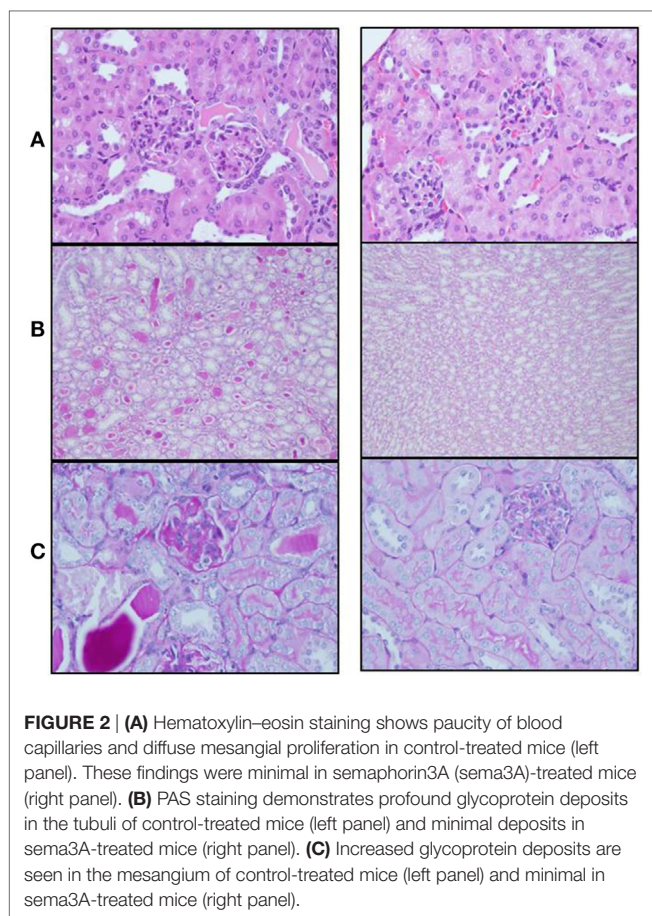 A
B
C
FIGURE 2 | (A) Hematoxylin–eosin staining shows paucity of blood
capillaries and diffuse mesangial proliferation in control-treated mice (left
panel). These findings were minimal in semaphorin3A (sema3A)-treated mice
(right panel). (B) PAS staining demonstrates profound glycoprotein deposits
in the tubuli of control-treated mice (left panel) and minimal deposits in
sema3A-treated mice (right panel). (C) Increased glycoprotein deposits are
seen in the mesangium of control-treated mice (left panel) and minimal in
sema3A-treated mice (right panel).